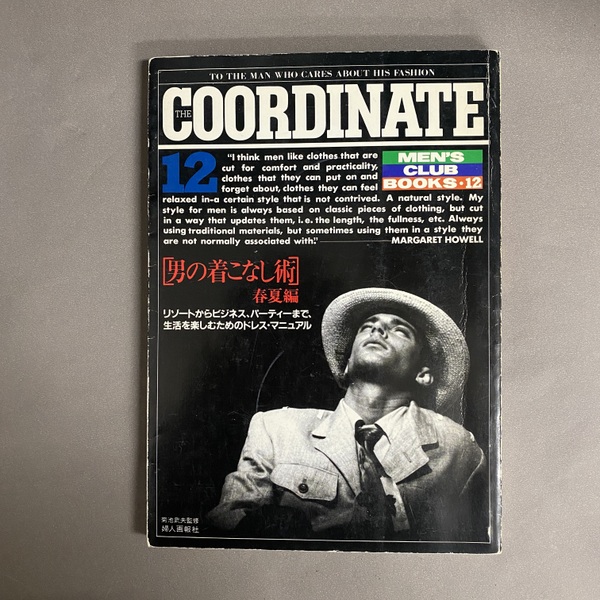 TO THE MAN WHO CARES ABOUT HIS FASHION
THE COORDINATE
12
"I think men like clothes that are
cut for comfort and practicality,
clothes that they can put on and
forget about, clothes they can feel
relaxed in-a certain style that is not contrived. A natural style. My
style for men is always based on classic pieces of clothing, but cut
in a way that updates them, i.e. the length, the fullness, etc. Always
using traditional materials, but sometimes using them in a style they
are not normally associated with."
MARGARET HOWELL
MEN'S
CLUB
BOOKS・12
[男の着こなし術]
春夏編
リゾートからビジネス、パーティーまで、
生活を楽しむためのドレス・マニュアル
菊池武夫監修
婦人画報社